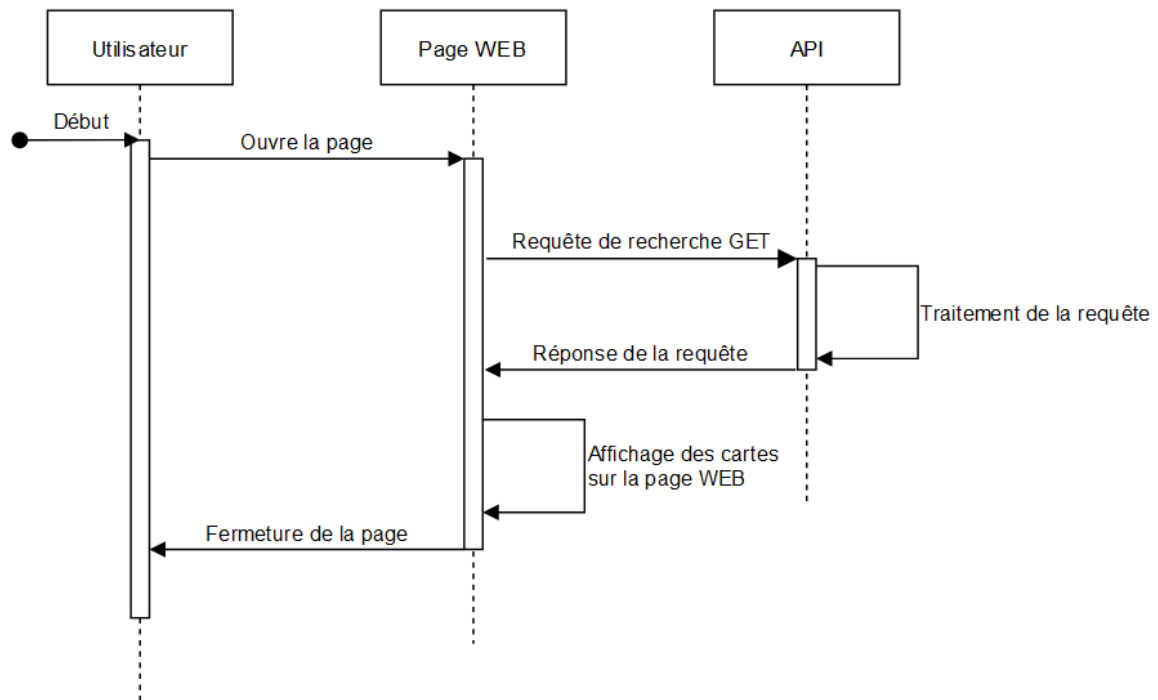 Utilisateur
Page WEB
API
Début
Ouvre la page
Requête de recherche GET
Traitement de la requête
Réponse de la requête
Affichage des cartes
sur la page WEB
Fermeture de la page